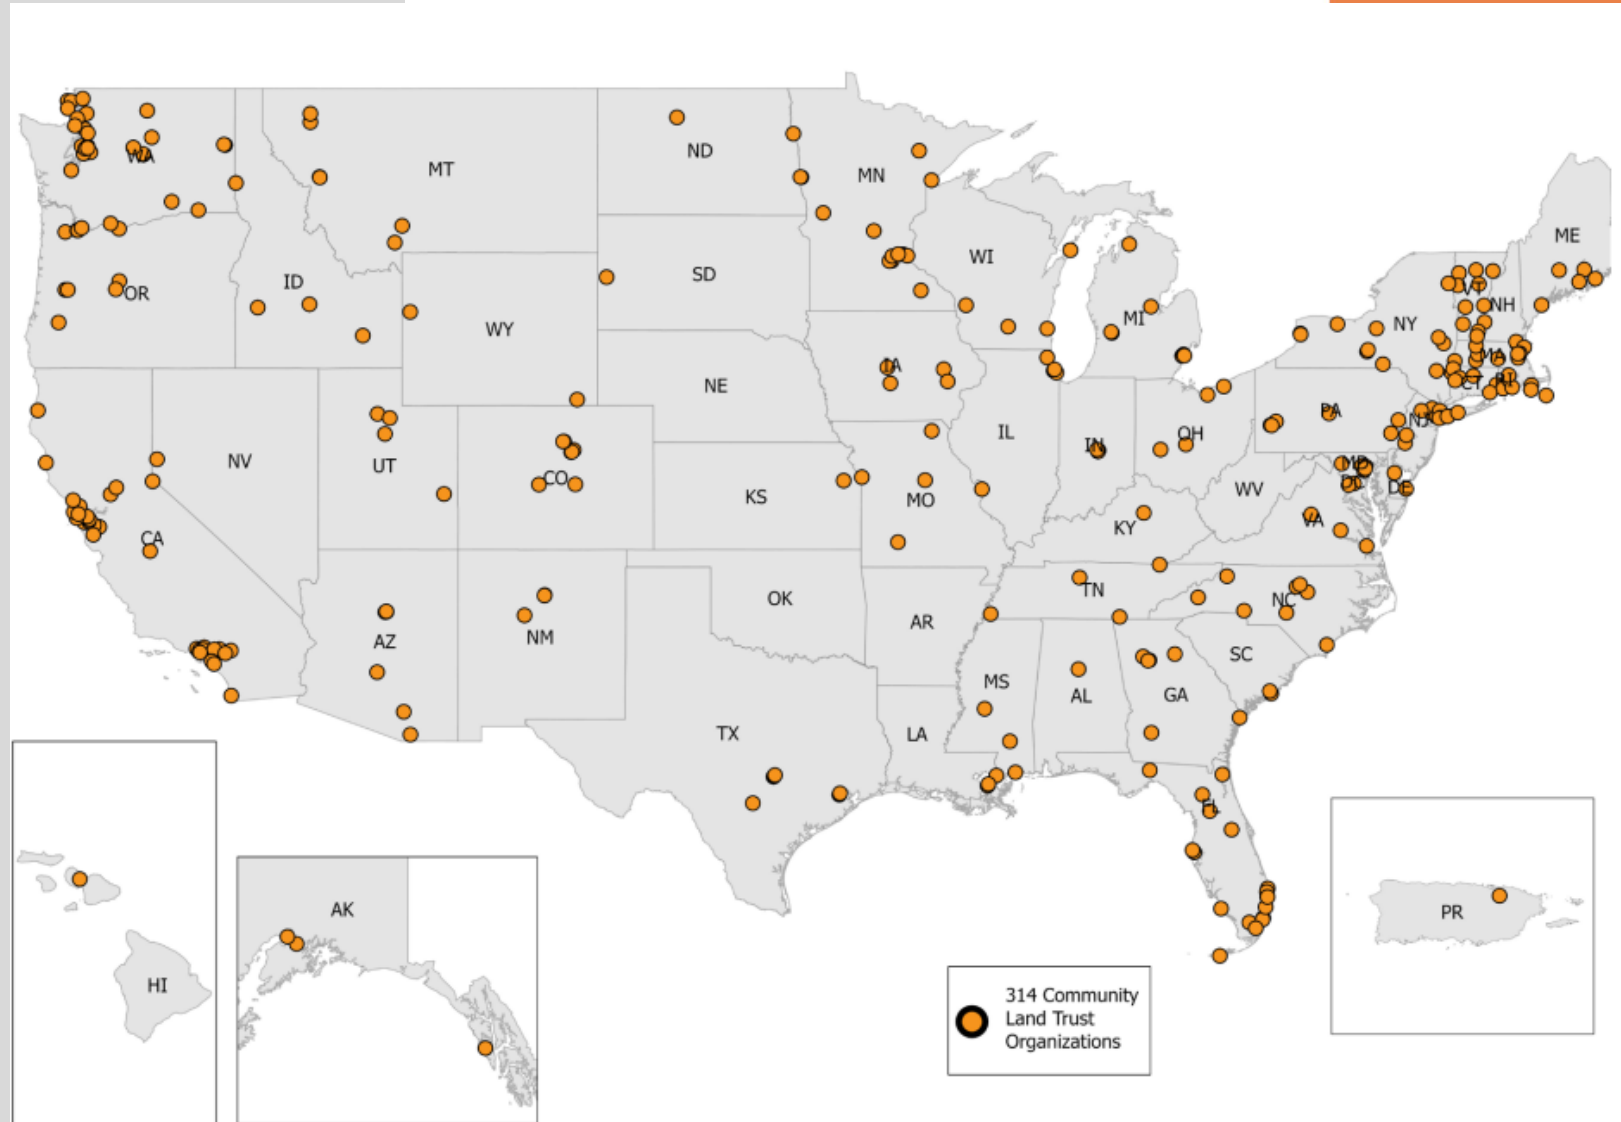 WA
MT
ND
MN
ME
OR
ID
SD
WI
MI
VT
NH
NY
WY
MA
IA
NE
CT
RI
PA
NJ
NV
UT
CO
IL
IN
OH
MD
DC
DE
KS
MO
WV
KY
VA
CA
TN
NC
OK
AR
AZ
NM
SC
MS
AL
GA
TX
LA
FL
AK
PR
HI
314 Community
Land Trust
Organizations